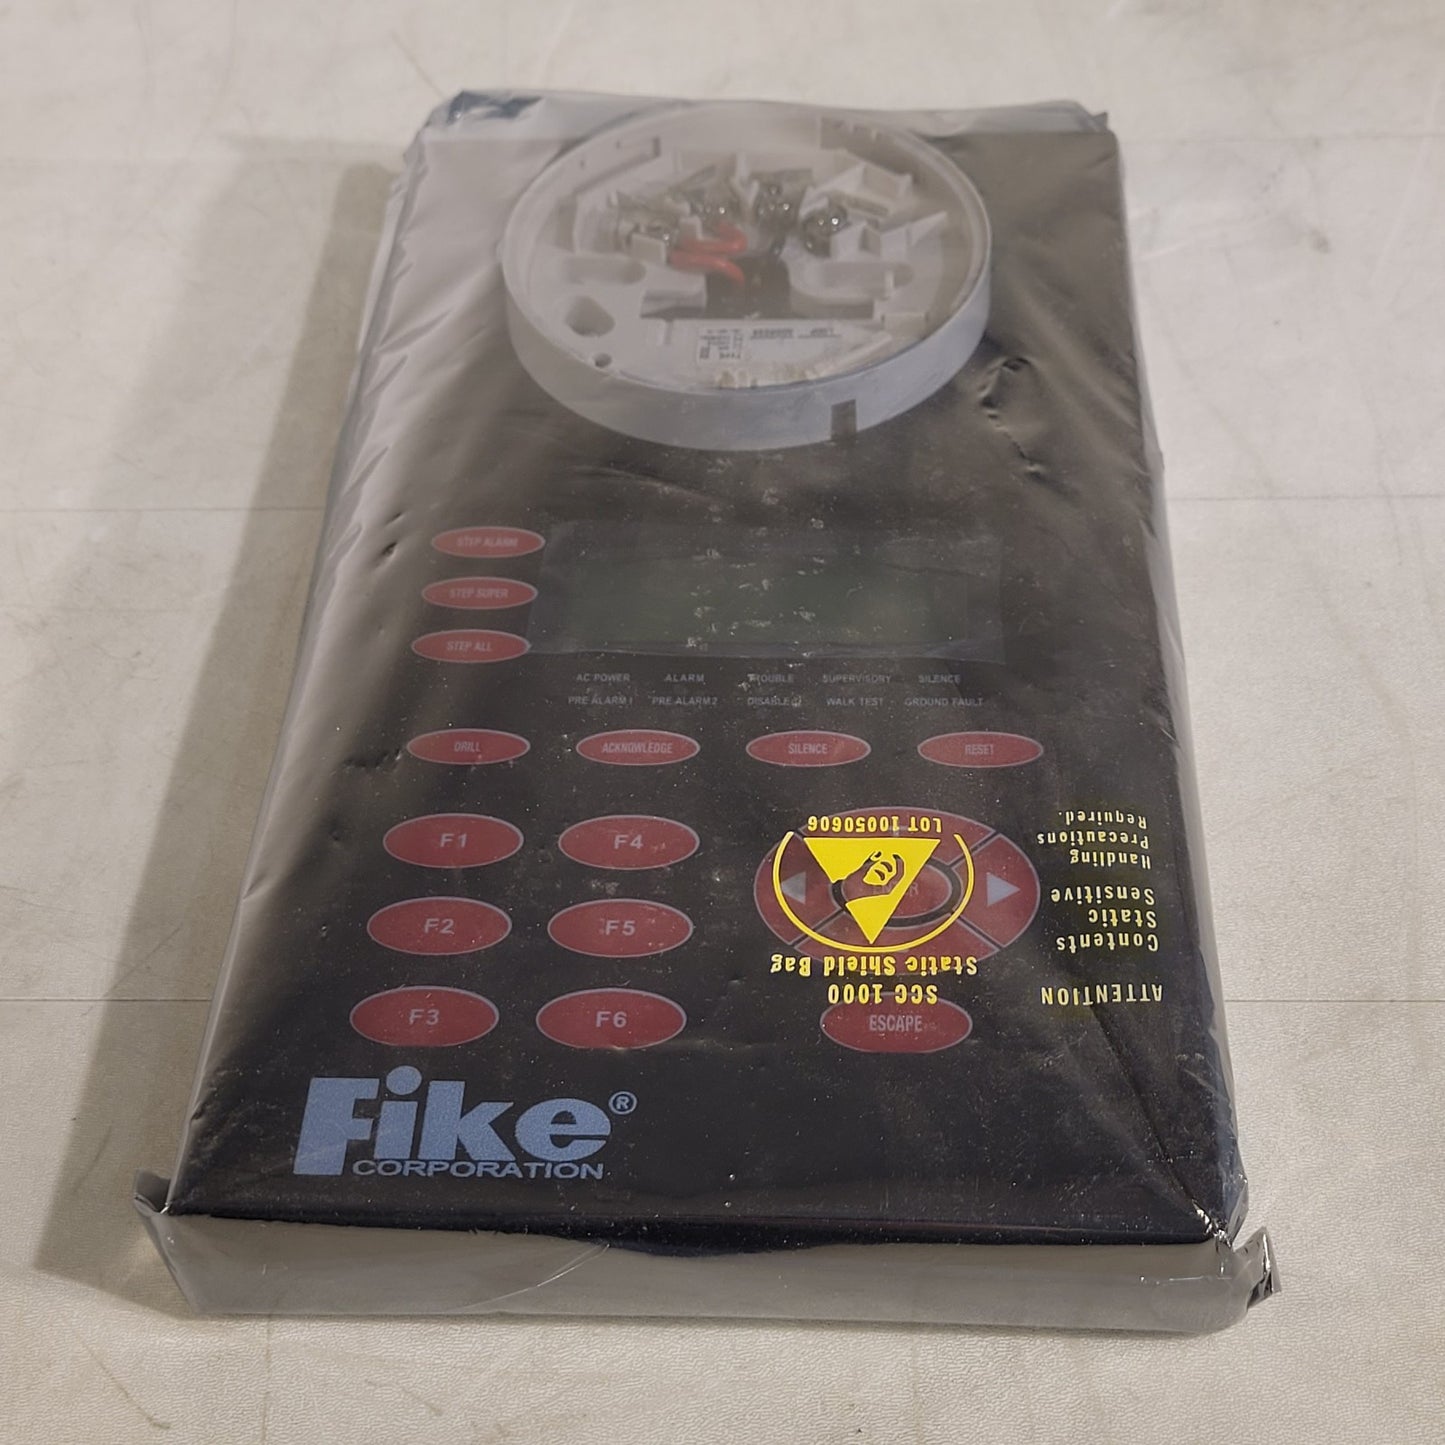 STEP ALARM
STEP SUPER
STEP ALL
AC POWER ALARM TROUBLE SUPERVISORY SILENCE
PRE ALARM 1 PRE ALARM 2 DISABLED WALK TEST GROUND FAULT
DRILL ACKNOWLEDGE SILENCE RESET
F1 F4
F2 F5
F3 F6
ESCAPE
Fike®
CORPORATION
ATTENTION
Contents
Static
Sensitive
Handling
Precautions
Required.
SCC 1000
Static Shield Bag
LOT 10050606